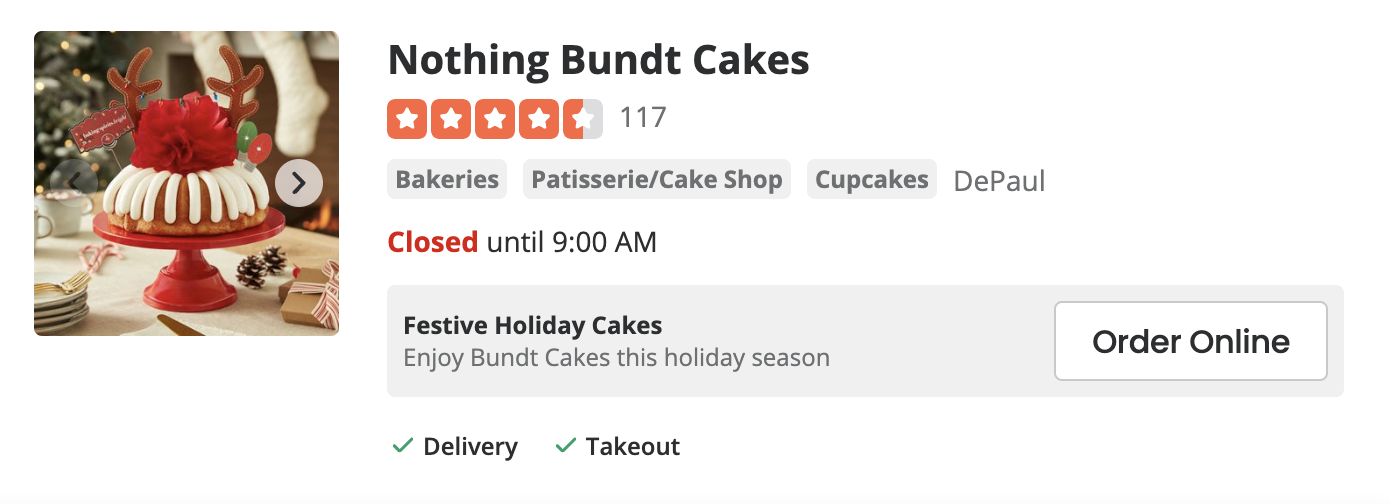 Nothing Bundt Cakes
117
Bakeries Patisserie/Cake Shop Cupcakes DePaul
Closed until 9:00 AM
Festive Holiday Cakes
Enjoy Bundt Cakes this holiday season
Order Online
Delivery Takeout